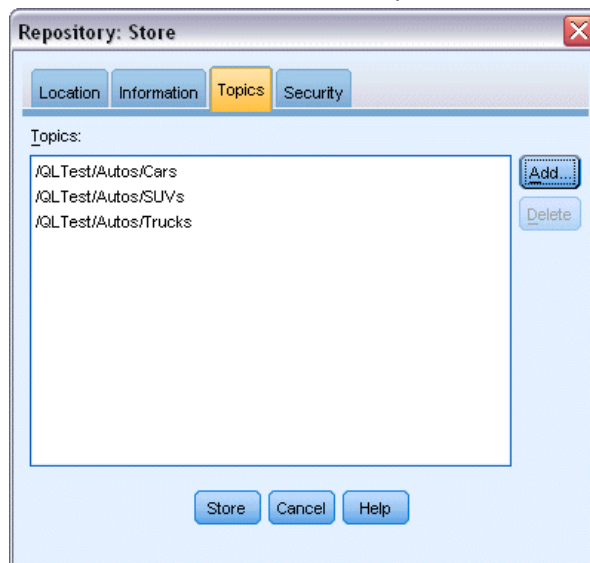 Repository: Store
Location Information Topics Security
Topics:
/QLTest/Autos/Cars
/QLTest/Autos/SUVs
/QLTest/Autos/Trucks
Add...
Delete
Store Cancel Help